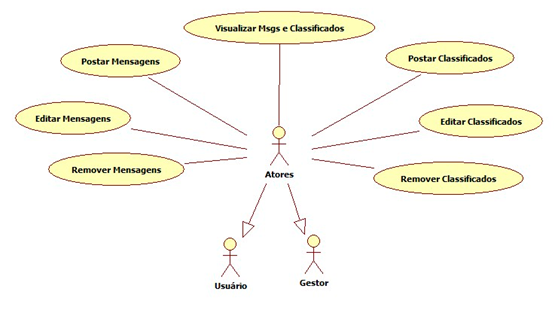 Visualizar Msgs e Classificados
Postar Mensagens
Postar Classificados
Editar Mensagens
Editar Classificados
Remover Mensagens
Remover Classificados
Atores
Usuário
Gestor